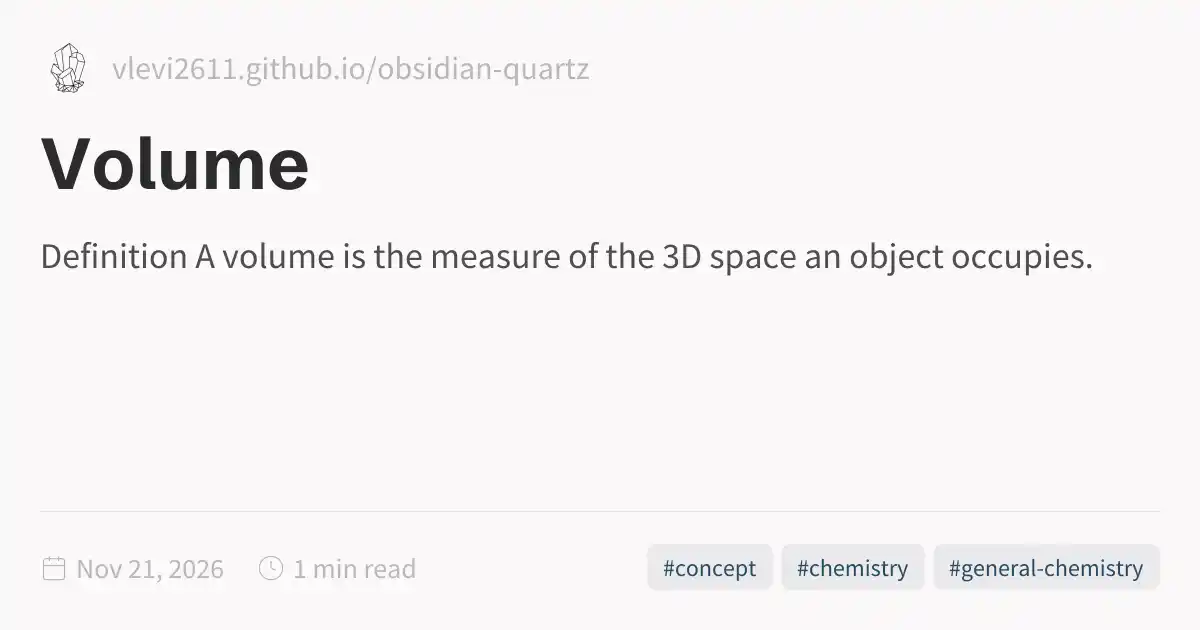 vlevi2611.github.io/obsidian-quartz
Volume
Definition A volume is the measure of the 3D space an object occupies.
Nov 21, 2026 1 min read #concept #chemistry #general-chemistry